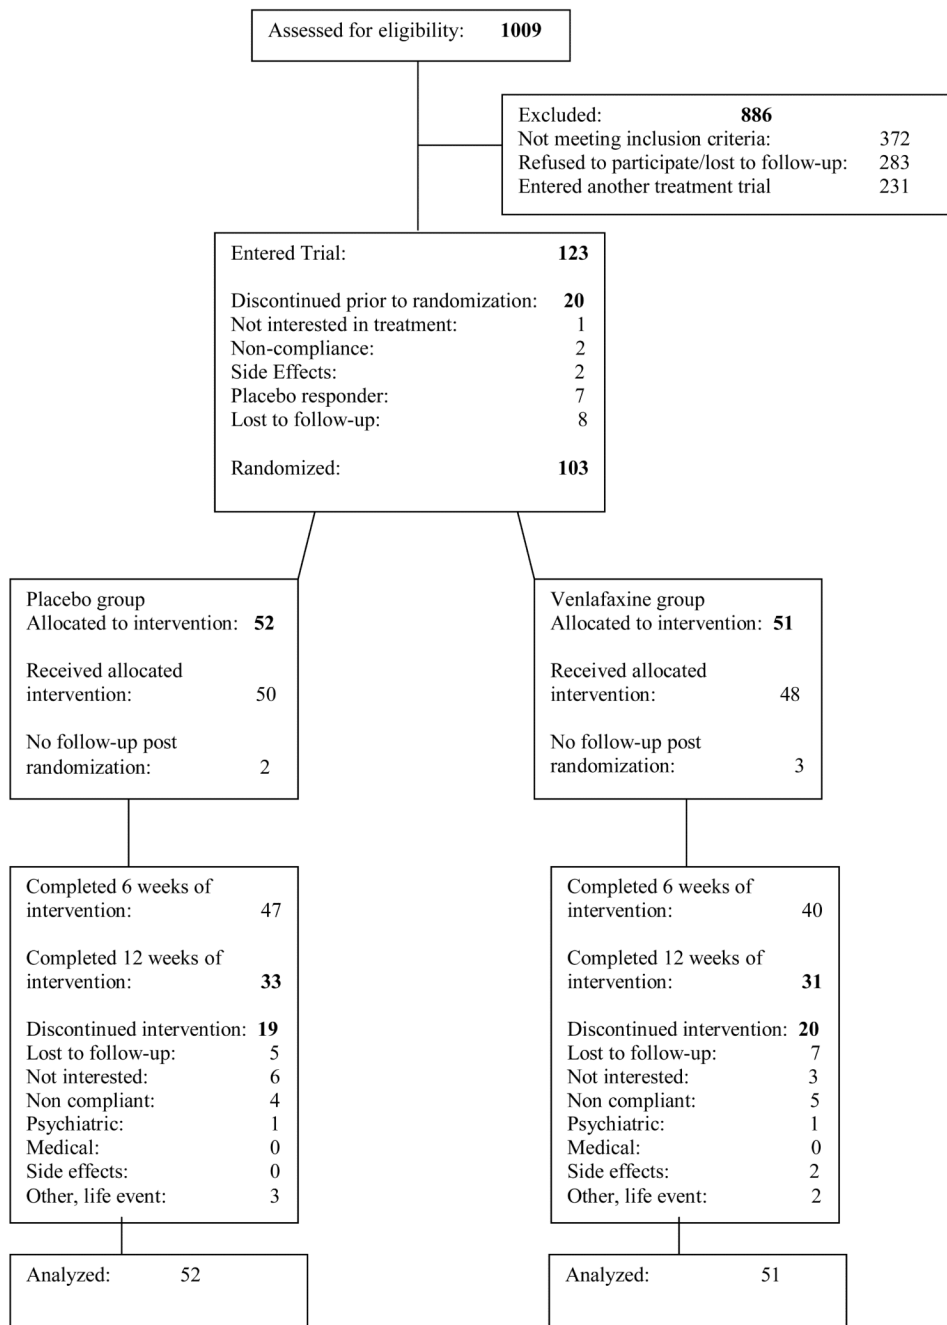 Assessed for eligibility: 1009
Excluded: 886
Not meeting inclusion criteria: 372
Refused to participate/lost to follow-up: 283
Entered another treatment trial 231
Entered Trial: 123
Discontinued prior to randomization: 20
Not interested in treatment: 1
Non-compliance: 2
Side Effects: 2
Placebo responder: 7
Lost to follow-up: 8
Randomized: 103
Placebo group
Allocated to intervention: 52
Received allocated
intervention: 50
No follow-up post
randomization: 2
Venlafaxine group
Allocated to intervention: 51
Received allocated
intervention: 48
No follow-up post
randomization: 3
Completed 6 weeks of
intervention: 47
Completed 12 weeks of
intervention: 33
Discontinued intervention: 19
Lost to follow-up: 5
Not interested: 6
Non compliant: 4
Psychiatric: 1
Medical: 0
Side effects: 0
Other, life event: 3
Completed 6 weeks of
intervention: 40
Completed 12 weeks of
intervention: 31
Discontinued intervention: 20
Lost to follow-up: 7
Not interested: 3
Non compliant: 5
Psychiatric: 1
Medical: 0
Side effects: 2
Other, life event: 2
Analyzed: 52
Analyzed: 51